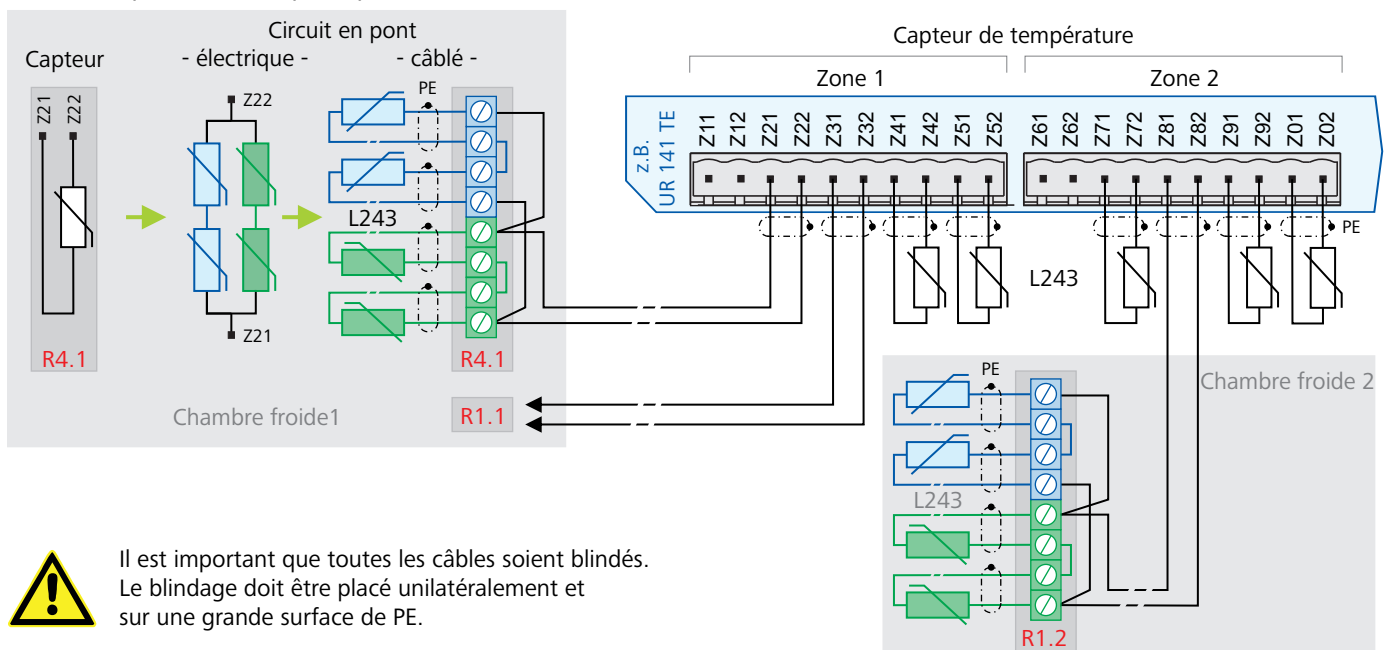 Circuit en pont
Capteur
- électrique -
- câblé -
Z21
Z22
Z22
Z21
PE
L243
R4.1
R4.1
R1.1
Chambre froide1
Capteur de température
Zone 1
Zone 2
z.B.
UR 141 TE
Z11
Z12
Z21
Z22
Z31
Z32
Z41
Z42
Z51
Z52
Z61
Z62
Z71
Z72
Z81
Z82
Z91
Z92
Z01
Z02
PE
L243
PE
Chambre froide 2
L243
R1.2
Il est important que toutes les câbles soient blindés.
Le blindage doit être placé unilatéralement et
sur une grande surface de PE.